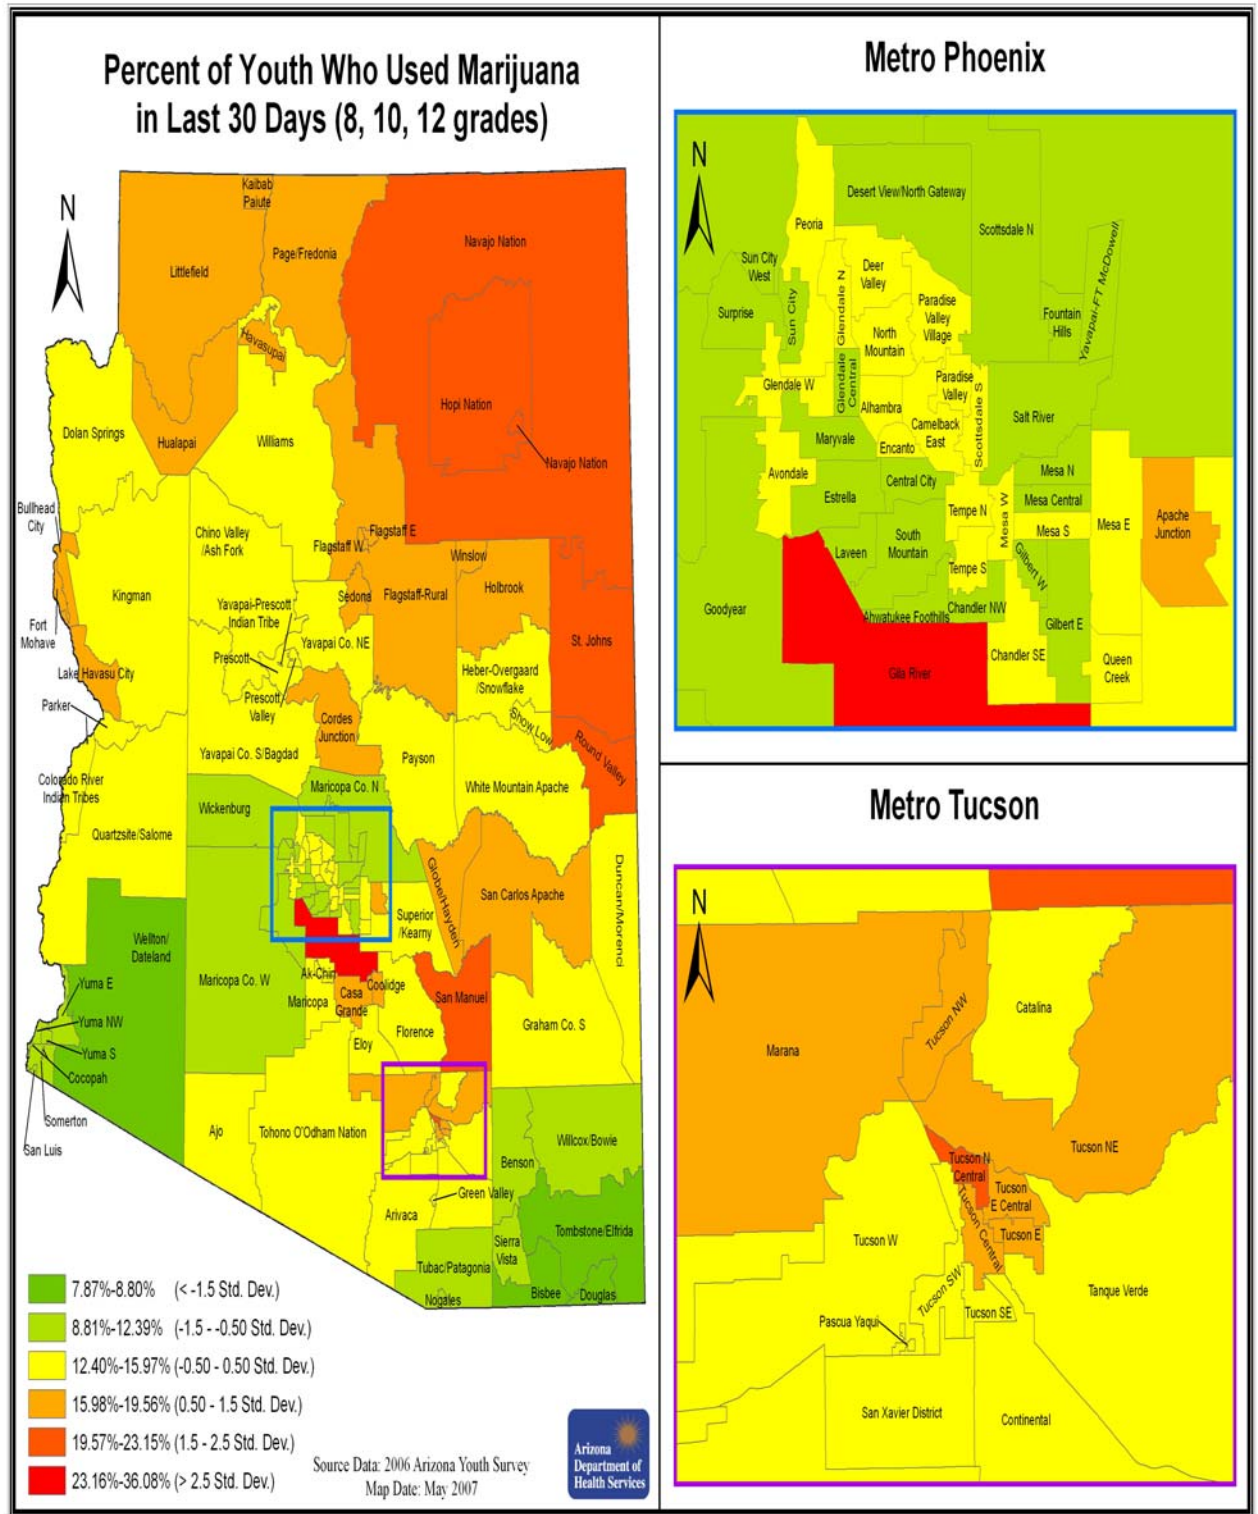 Percent of Youth Who Used Marijuana
in Last 30 Days (8, 10, 12 grades)
N
Kaibab
Paiute
Navajo Nation
Page/Fredonia
Littlefield
Havasupai
Hopi Nation
Dolan Springs
Williams
Hualapai
Navajo Nation
Bullhead
City
Chino Valley
/Ash Fork
Flagstaff E
Flagstaff W
Winslow
Kingman
Yavapai-Prescott
Indian Tribe
Sedona
Flagstaff-Rural
Holbrook
Fort
Mohave
Prescott
Yavapai Co. NE
St. Johns
Lake Havasu City
Heber-Overgaard
/Snowflake
Parker
Prescott
Valley
Cordes
Junction
Show Low
Yavapai Co. S/Bagdad
Payson
Round Valley
Colorado River
Indian Tribes
Maricopa Co. N
White Mountain Apache
Wickenburg
Quartzsite/Salome
Globe/Hayden
San Carlos Apache
Duncan/Morenci
Superior
/Kearny
Wellton/
Dateland
Maricopa Co. W
Ak-Chin
Coolidge
Yuma E
Maricopa
Casa
Grande
San Manuel
Yuma NW
Florence
Graham Co. S
Eloy
Yuma S
Cocopah
Somerton
Ajo
Tohono O'Odham Nation
Willcox/Bowie
San Luis
Benson
Green Valley
Arivaca
Tombstone/Elfrida
Sierra
Vista
Tubac/Patagonia
Nogales
Bisbee
Douglas
7.87%-8.80% (< -1.5 Std. Dev.)
8.81%-12.39% (-1.5 - -0.50 Std. Dev.)
12.40%-15.97% (-0.50 - 0.50 Std. Dev.)
15.98%-19.56% (0.50 - 1.5 Std. Dev.)
19.57%-23.15% (1.5 - 2.5 Std. Dev.)
23.16%-36.08% (> 2.5 Std. Dev.)
Source Data: 2006 Arizona Youth Survey
Map Date: May 2007
Arizona
Department of
Health Services
Metro Phoenix
N
Desert View/North Gateway
Peoria
Scottsdale N
Yavapai-FT McDowell
Sun City
West
Deer
Valley
Surprise
Sun City
Glendale N
Paradise
Valley
Village
Fountain
Hills
North
Mountain
Glendale W
Glendale
Central
Paradise
Valley
Scottsdale S
Alhambra
Salt River
Camelback
East
Maryvale
Encanto
Avondale
Mesa N
Central City
Estrella
Mesa Central
Tempe N
Mesa W
Mesa S
Mesa E
Apache
Junction
South
Mountain
Laveen
Gilbert W
Tempe S
Goodyear
Ahwatukee Foothills
Chandler NW
Gilbert E
Chandler SE
Gila River
Queen
Creek
Metro Tucson
N
Catalina
Tucson NW
Marana
Tucson NE
Tucson N
Central
Tucson
E Central
Tucson Central
Tucson E
Tucson W
Tucson SW
Tanque Verde
Tucson SE
Pascua Yaqui
San Xavier District
Continental